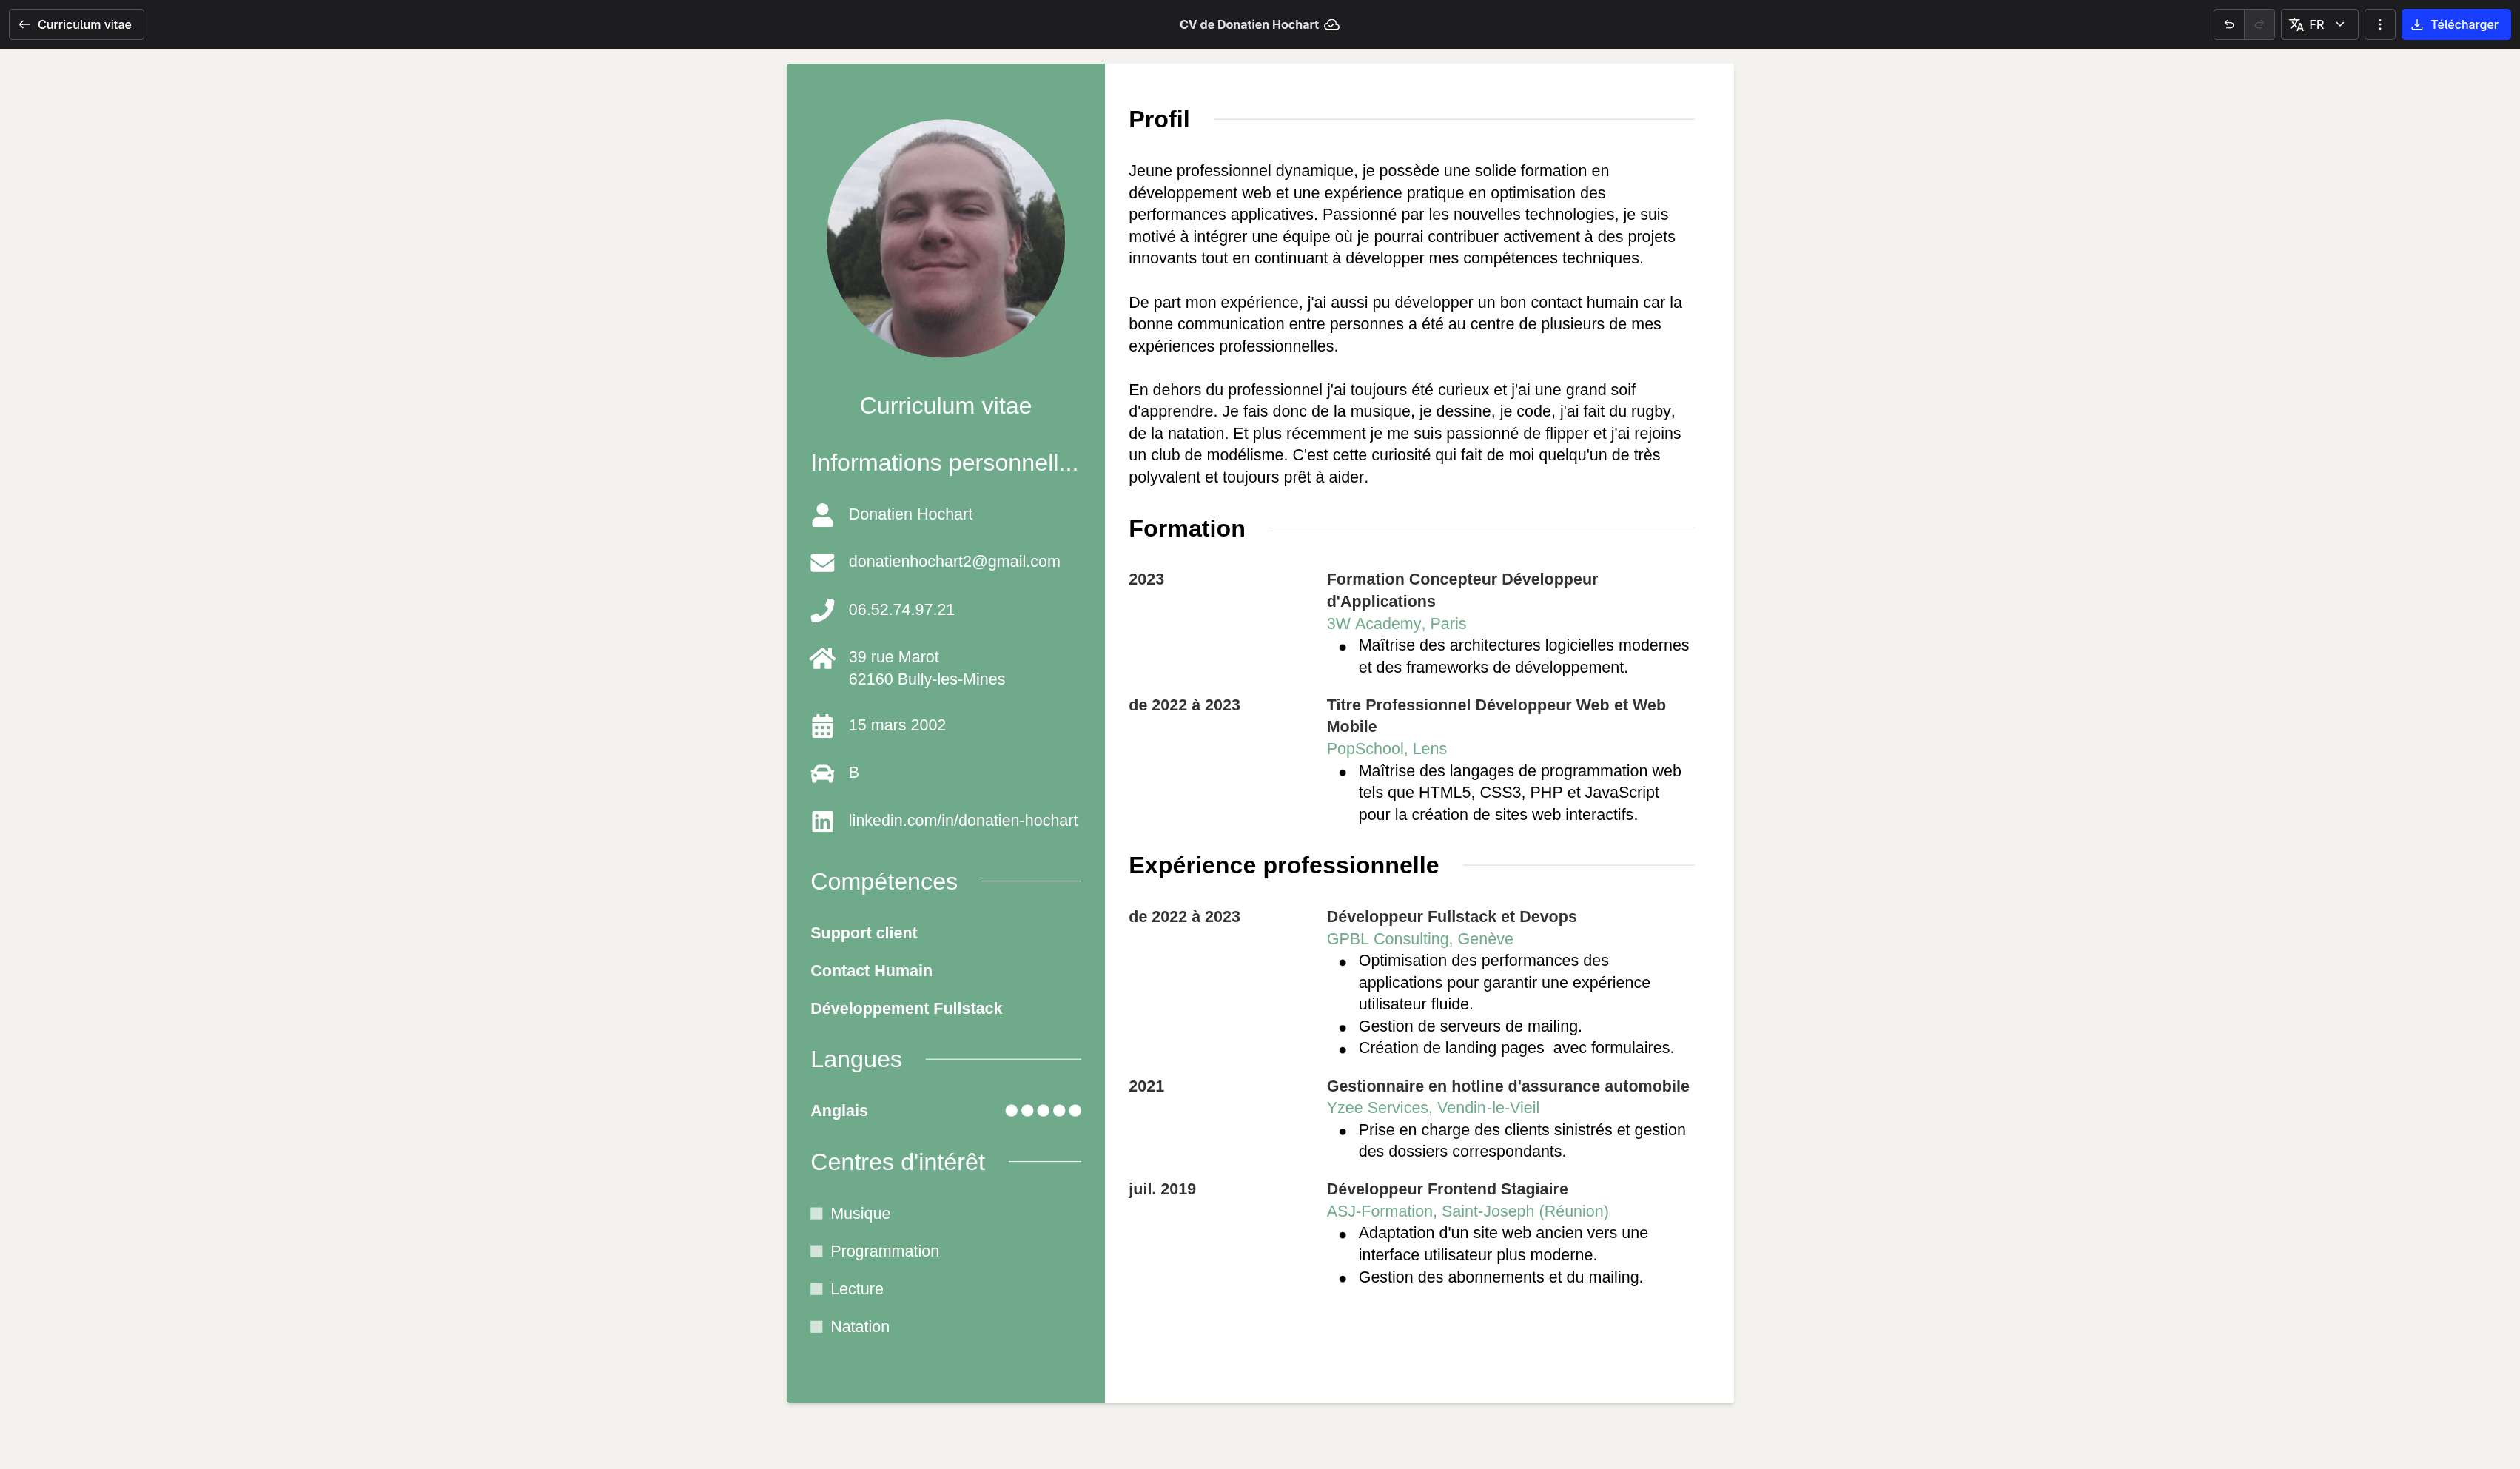 Curriculum vitae
CV de Donatien Hochart
FR
Télécharger
Curriculum vitae
Informations personnell...
Donatien Hochart
donatienhochart2@gmail.com
06.52.74.97.21
39 rue Marot
62160 Bully-les-Mines
15 mars 2002
B
linkedin.com/in/donatien-hochart
Compétences
Support client
Contact Humain
Développement Fullstack
Langues
Anglais
Centres d'intérêt
Musique
Programmation
Lecture
Natation
Profil
Jeune professionnel dynamique, je possède une solide formation en
développement web et une expérience pratique en optimisation des
performances applicatives. Passionné par les nouvelles technologies, je suis
motivé à intégrer une équipe où je pourrai contribuer activement à des projets
innovants tout en continuant à développer mes compétences techniques.
De part mon expérience, j'ai aussi pu développer un bon contact humain car la
bonne communication entre personnes a été au centre de plusieurs de mes
expériences professionnelles.
En dehors du professionnel j'ai toujours été curieux et j'ai une grand soif
d'apprendre. Je fais donc de la musique, je dessine, je code, j'ai fait du rugby,
de la natation. Et plus récemment je me suis passionné de flipper et j'ai rejoins
un club de modélisme. C'est cette curiosité qui fait de moi quelqu'un de très
polyvalent et toujours prêt à aider.
Formation
2023
Formation Concepteur Développeur
d'Applications
3W Academy, Paris
● Maîtrise des architectures logicielles modernes
et des frameworks de développement.
de 2022 à 2023
Titre Professionnel Développeur Web et Web
Mobile
PopSchool, Lens
● Maîtrise des langages de programmation web
tels que HTML5, CSS3, PHP et JavaScript
pour la création de sites web interactifs.
Expérience professionnelle
de 2022 à 2023
Développeur Fullstack et Devops
GPBL Consulting, Genève
● Optimisation des performances des
applications pour garantir une expérience
utilisateur fluide.
● Gestion de serveurs de mailing.
● Création de landing pages  avec formulaires.
2021
Gestionnaire en hotline d'assurance automobile
Yzee Services, Vendin-le-Vieil
● Prise en charge des clients sinistrés et gestion
des dossiers correspondants.
juil. 2019
Développeur Frontend Stagiaire
ASJ-Formation, Saint-Joseph (Réunion)
● Adaptation d'un site web ancien vers une
interface utilisateur plus moderne.
● Gestion des abonnements et du mailing.